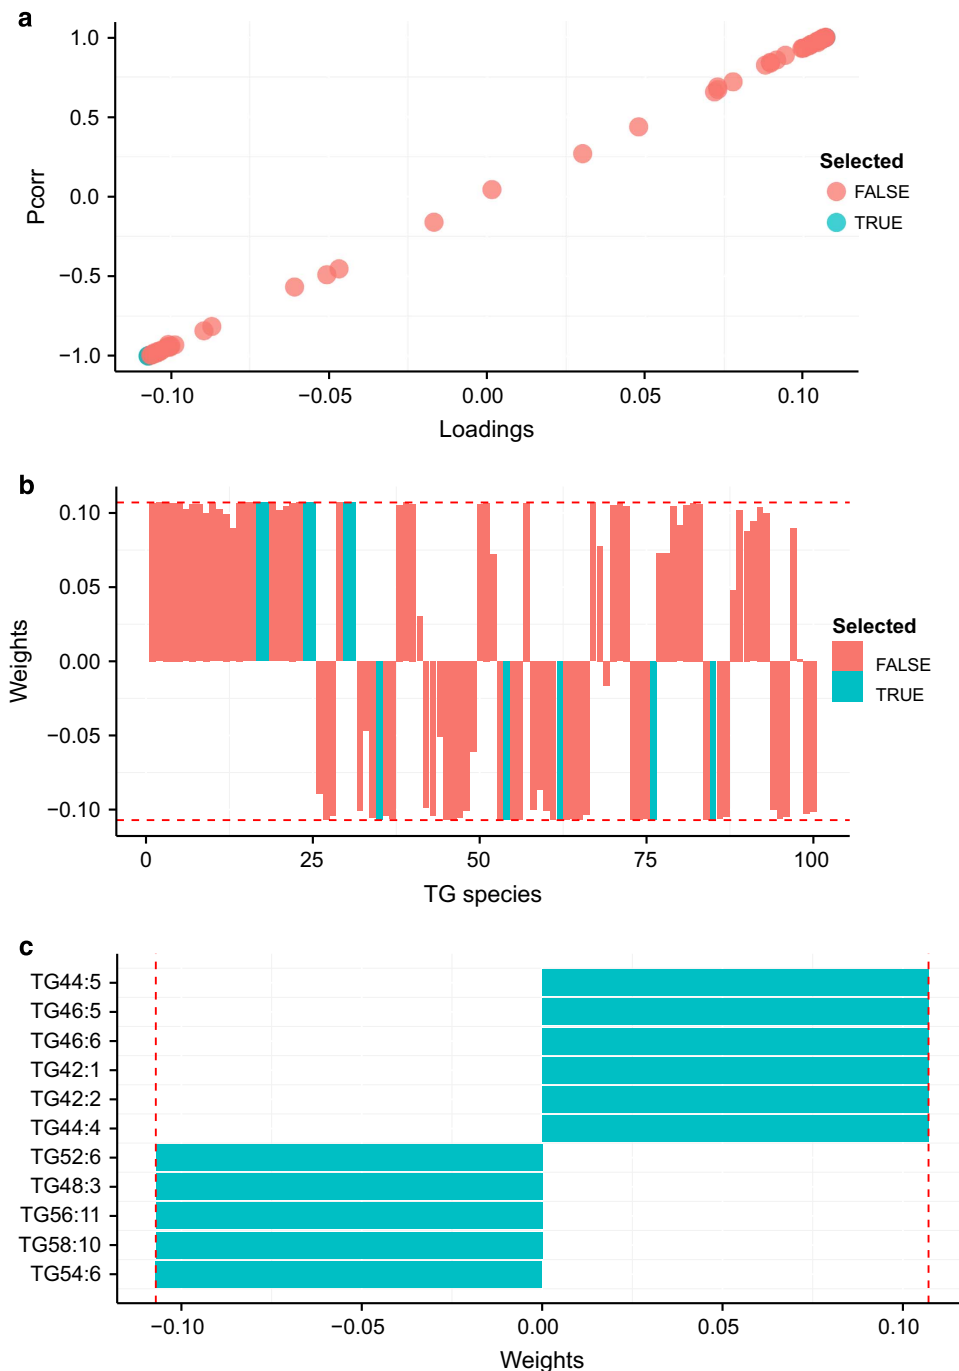 a
1.0
0.5
0.0
−0.5
−1.0
Pcorr
−0.10
−0.05
0.00
0.05
0.10
Loadings
Selected
FALSE
TRUE
b
0.10
0.05
0.00
−0.05
−0.10
Weights
0
25
50
75
100
TG species
Selected
FALSE
TRUE
c
TG44:5
TG46:5
TG46:6
TG42:1
TG42:2
TG44:4
TG52:6
TG48:3
TG56:11
TG58:10
TG54:6
−0.10
−0.05
0.00
0.05
0.10
Weights